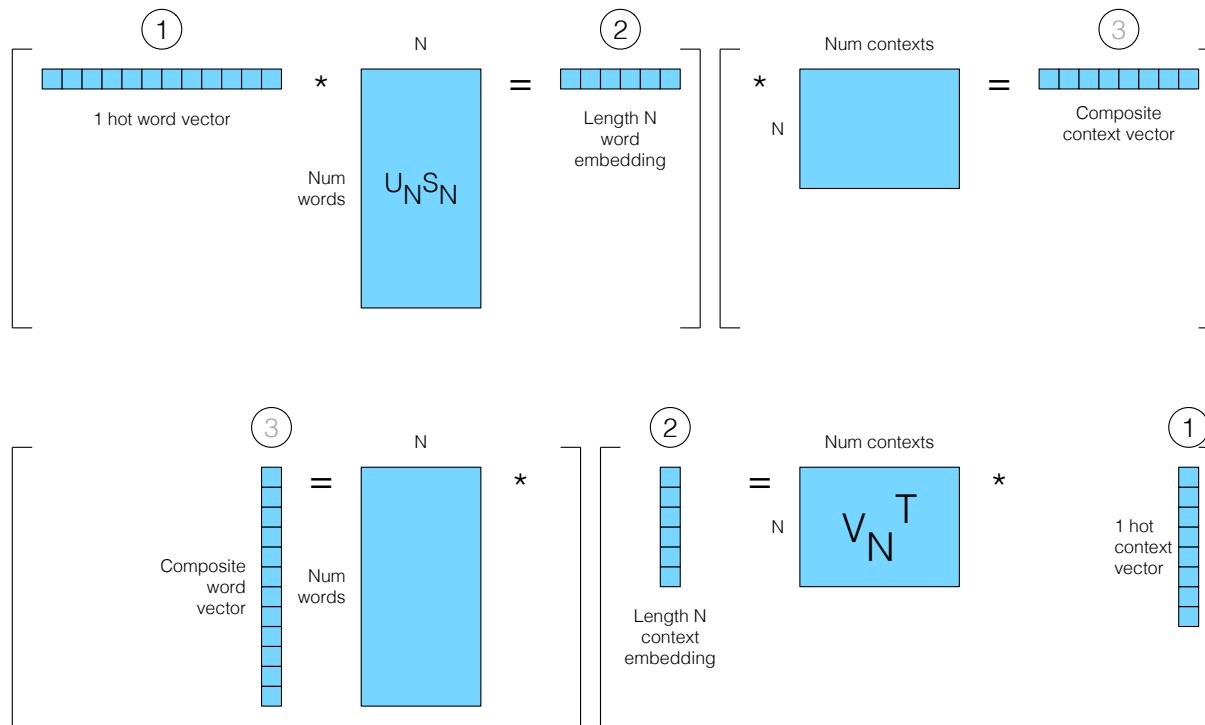 1
N
2
Num contexts
3
*
=
*
=
1 hot word vector
Length N
word
embedding
N
Composite
context vector
Num
words
UNSN
3
N
2
Num contexts
1
=
*
=
*
N
VNT
1 hot
context
vector
Composite
word
vector
Num
words
Length N
context
embedding